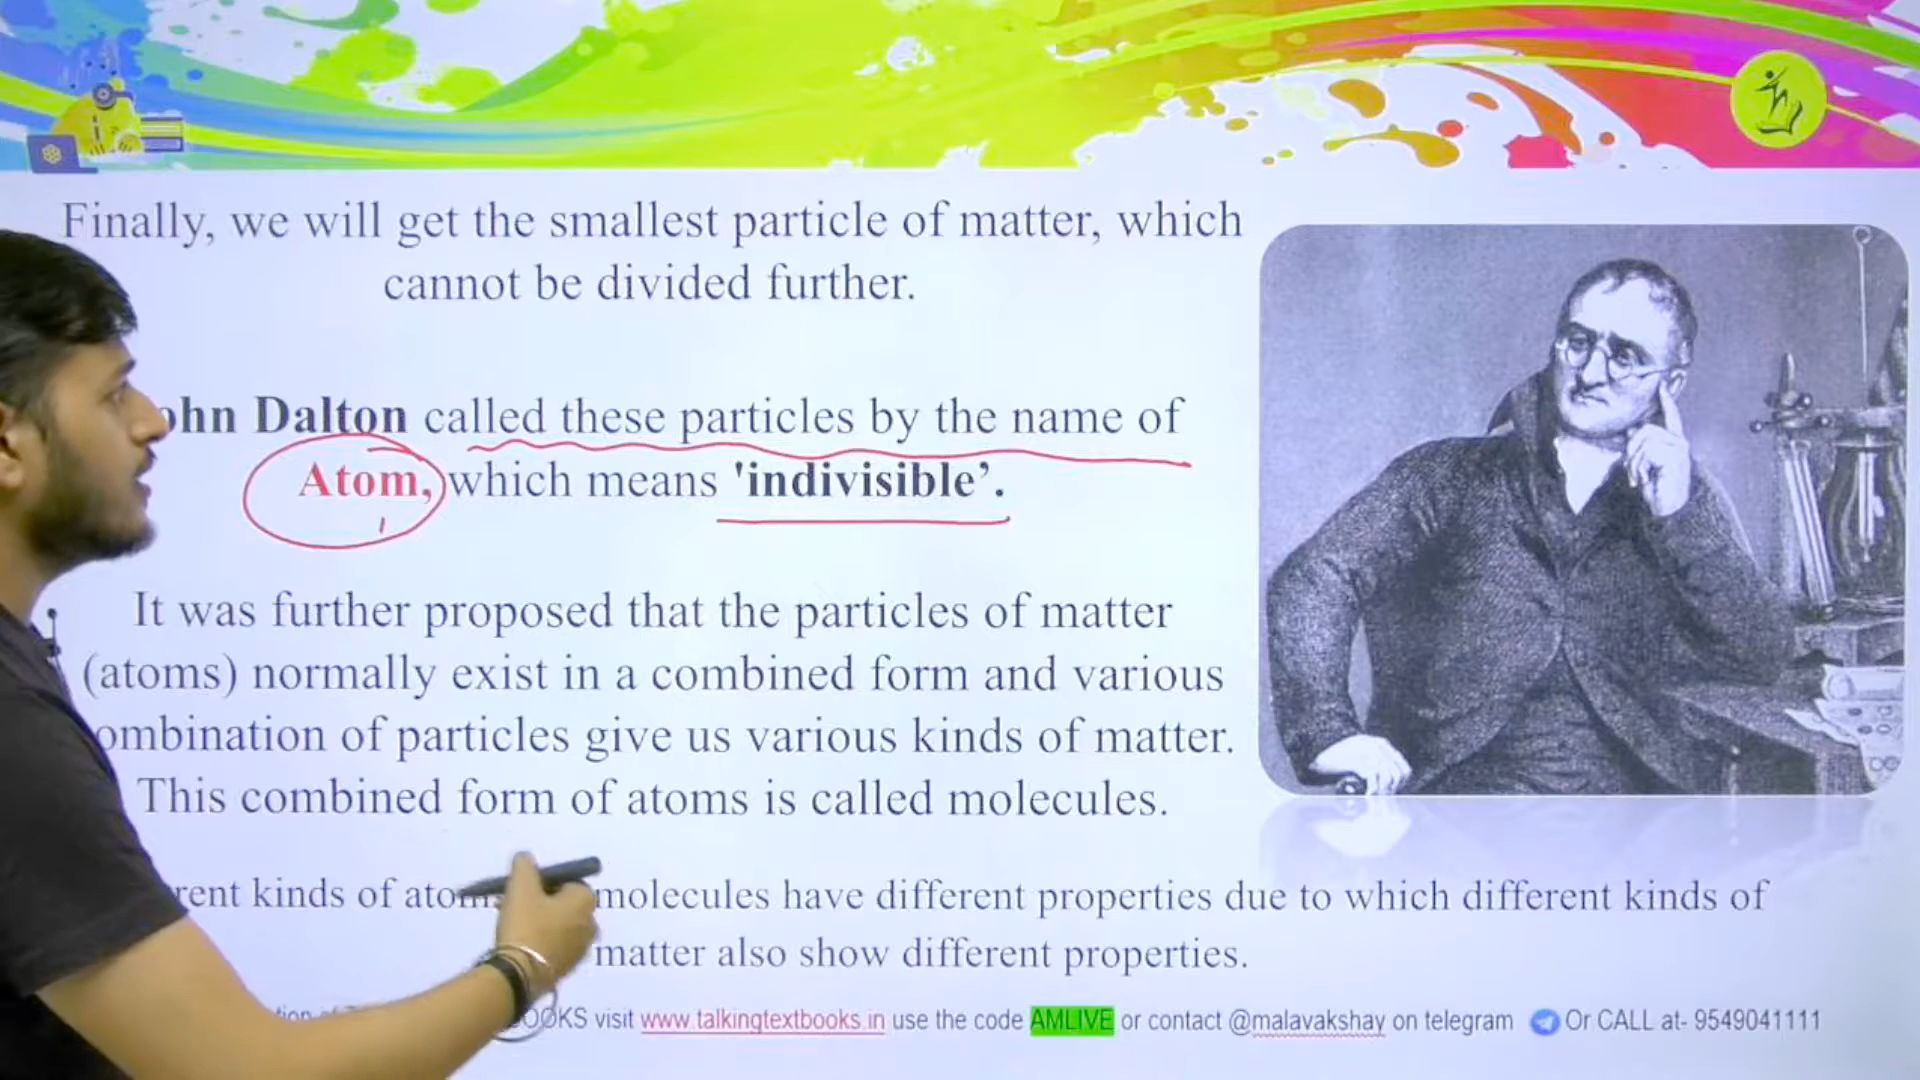 Finally, we will get the smallest particle of matter, which
cannot be divided further.
ohn Dalton called these particles by the name of
Atom, which means 'indivisible’.
It was further proposed that the particles of matter
(atoms) normally exist in a combined form and various
ombination of particles give us various kinds of matter.
This combined form of atoms is called molecules.
rent kinds of molecules have different properties due to which different kinds of
matter also show different properties.
visit www.talkingtextbooks.in use the code AMLIVE or contact @malavakshay on telegram Or CALL at- 9549041111